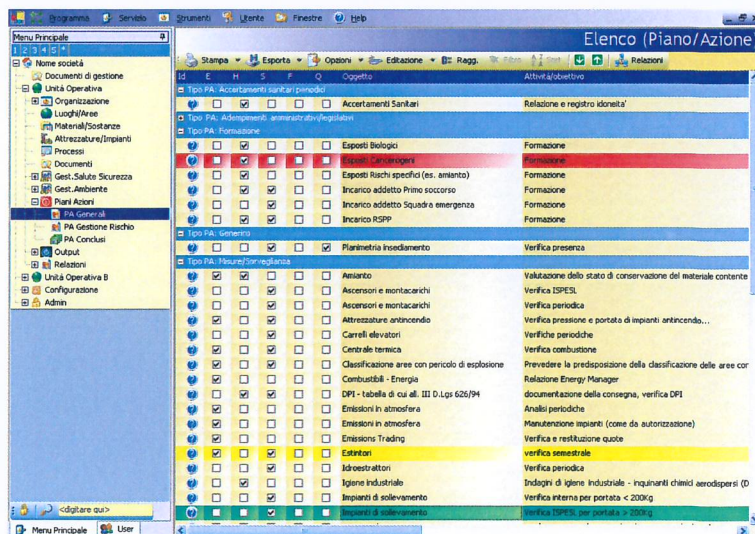 Programma Servizio Strumenti Utente Finestre Help
Menu Principale
1 2 3 4 5 *
Nome società
Documenti di gestione
Unità Operativa
Organizzazione
Luoghi/Aree
Materiali/Sostanze
Attrezzature/Impianti
Processi
Documenti
Gest.Salute Sicurezza
Gest.Ambiente
Piani Azioni
PA Generali
PA Gestione Rischio
PA Conclusi
Output
Relazioni
Unità Operativa B
Configurazione
Admin
<digitare qui>
Menu Principale User
Elenco (Piano/Azione
Stampa Esporta Opzioni Editazione Ragg. Filtro Sort Relazioni
Id E H S F Q Oggetto Attività/obiettivo
Tipo PA: Accertamenti sanitari periodici
Accertamenti Sanitari Relazione e registro idoneita'
Tipo PA: Adempimenti amministrativi/legislativi
Tipo PA: Formazione
Esposti Biologici Formazione
Esposti Cancerogeni Formazione
Esposti Rischi specifici (es. amianto) Formazione
Incarico addetto Primo soccorso Formazione
Incarico addetto Squadra emergenza Formazione
Incarico RSPP Formazione
Tipo PA: Generico
Planimetria insediamento Verifica presenza
Tipo PA: Misure/Sorveglianza
Amianto Valutazione dello stato di conservazione del materiale contenente
Ascensori e montacarichi Verifica ISPESL
Ascensori e montacarichi Verifica periodica
Attrezzature antincendio Verifica pressione e portata di impianti antincendio...
Carrelli elevatori Verifiche periodiche
Centrale termica Verifica combustione
Classificazione aree con pericolo di esplosione Prevedere la predisposizione della classificazione delle aree con
Combustibili - Energia Relazione Energy Manager
DPI - tabella di cui all. III D.Lgs 626/94 documentazione della consegna, verifica DPI
Emissioni in atmosfera Analisi periodiche
Emissioni in atmosfera Manutenzione impianti (come da autorizzazione)
Emissions Trading Verifica e restituzione quote
Estintori verifica semestrale
Idroestrattori Verifica periodica
Igiene industriale Indagini di igiene industriale - inquinanti chimici aerodispersi (D
Impianti di sollevamento Verifica interna per portata < 200Kg
Impianti di sollevamento Verifica ISPESL per portata > 200Kg